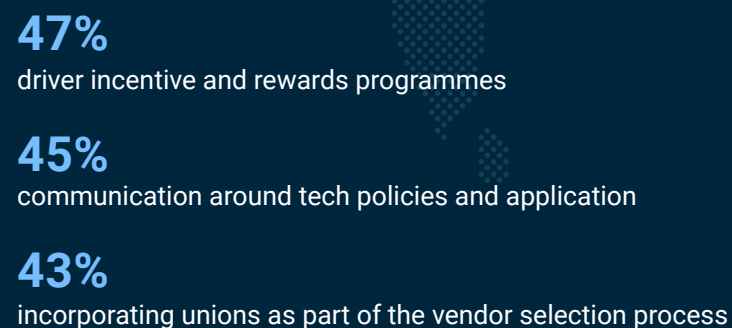 47%
driver incentive and rewards programmes
45%
communication around tech policies and application
43%
incorporating unions as part of the vendor selection process